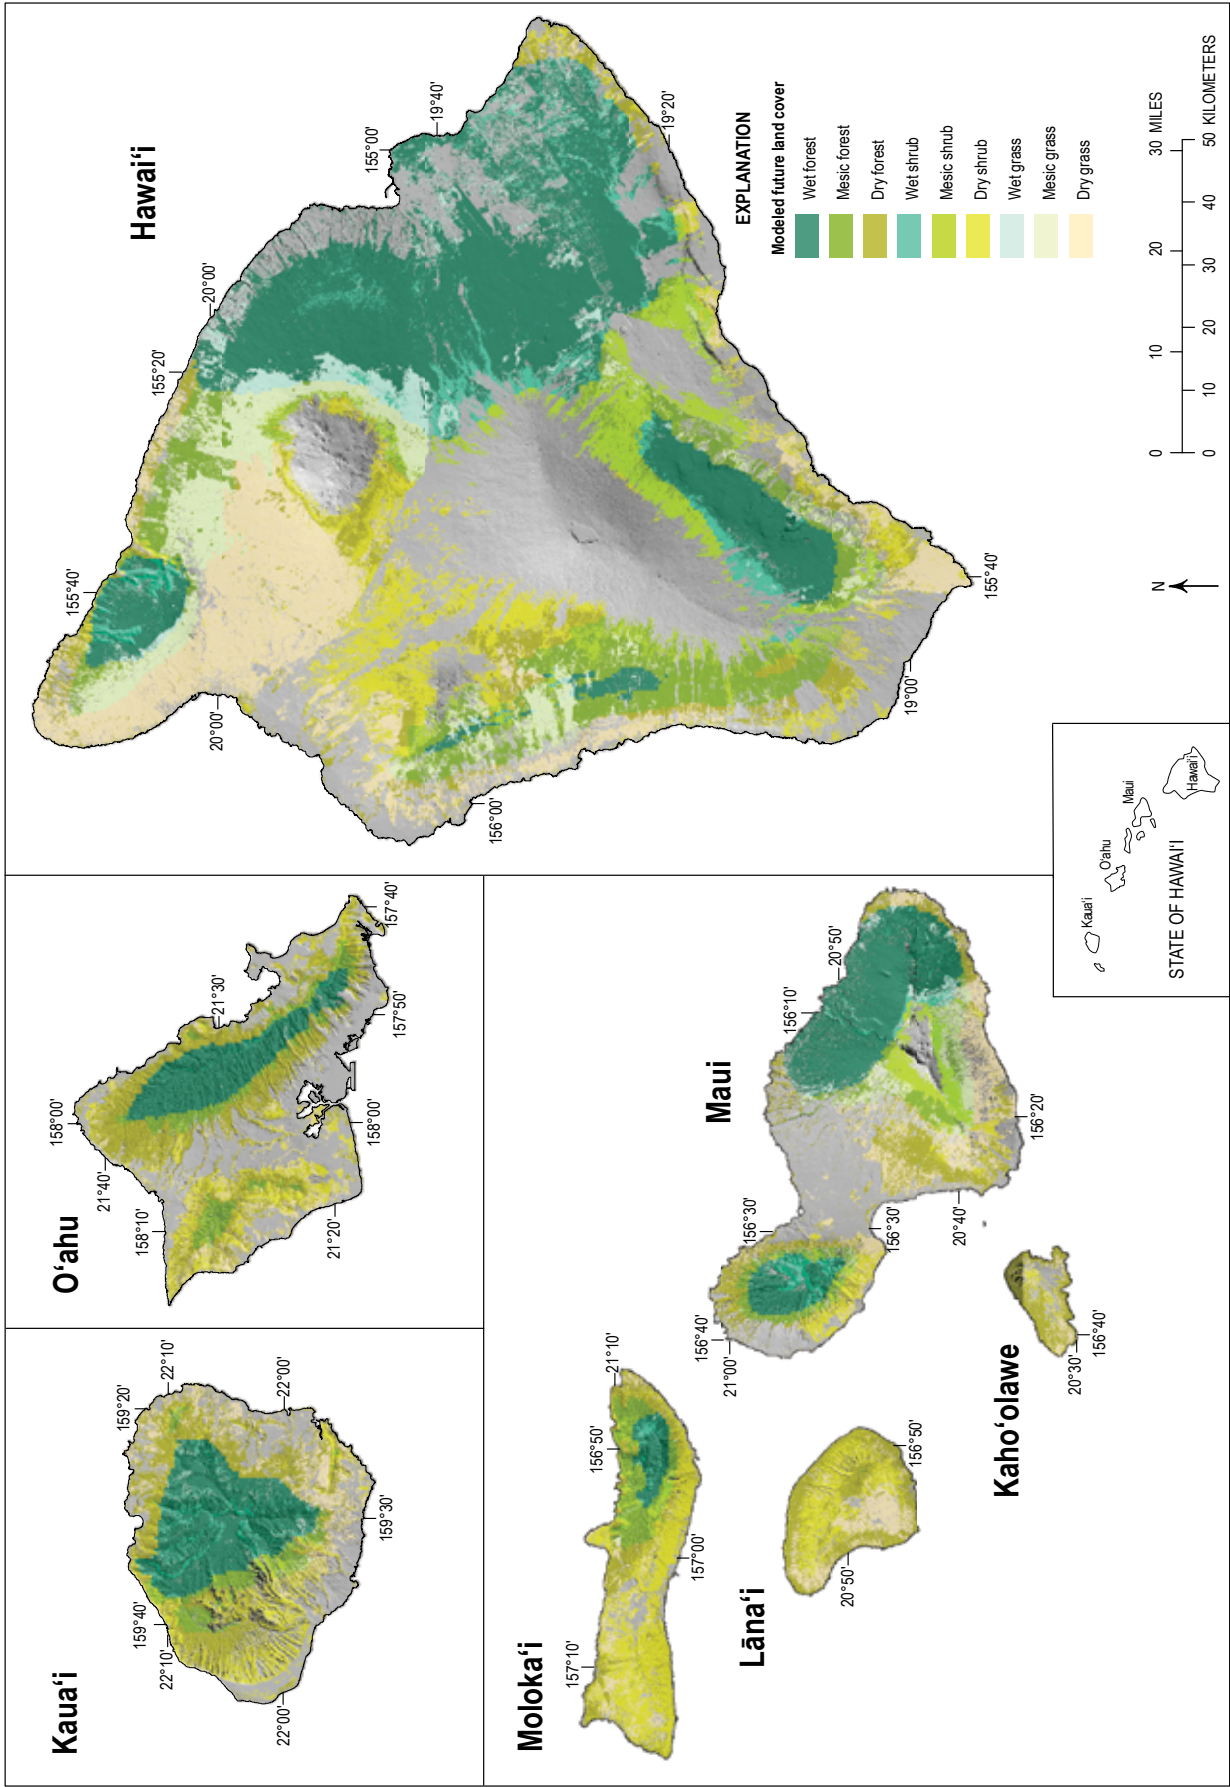 Kauaʻi
159°40'
22°10'
22°00'
159°30'
159°20'
22°10'
22°00'
Oʻahu
158°10'
21°40'
158°00'
21°30'
21°20'
158°00'
157°50'
157°40'
Molokaʻi
157°10'
157°00'
156°50'
21°10'
Lānaʻi
20°50'
156°50'
Kahoʻolawe
20°30'
156°40'
Maui
156°40'
21°00'
156°30'
156°30'
20°40'
156°20'
156°10'
20°50'
Hawaiʻi
155°40'
20°00'
156°00'
155°20'
20°00'
155°00'
19°40'
19°20'
19°00'
155°40'
EXPLANATION
Modeled future land cover
Wet forest
Mesic forest
Dry forest
Wet shrub
Mesic shrub
Dry shrub
Wet grass
Mesic grass
Dry grass
N
0 10 20 30 MILES
0 10 20 30 40 50 KILOMETERS
Kauaʻi
Oʻahu
Maui
Hawaiʻi
STATE OF HAWAIʻI